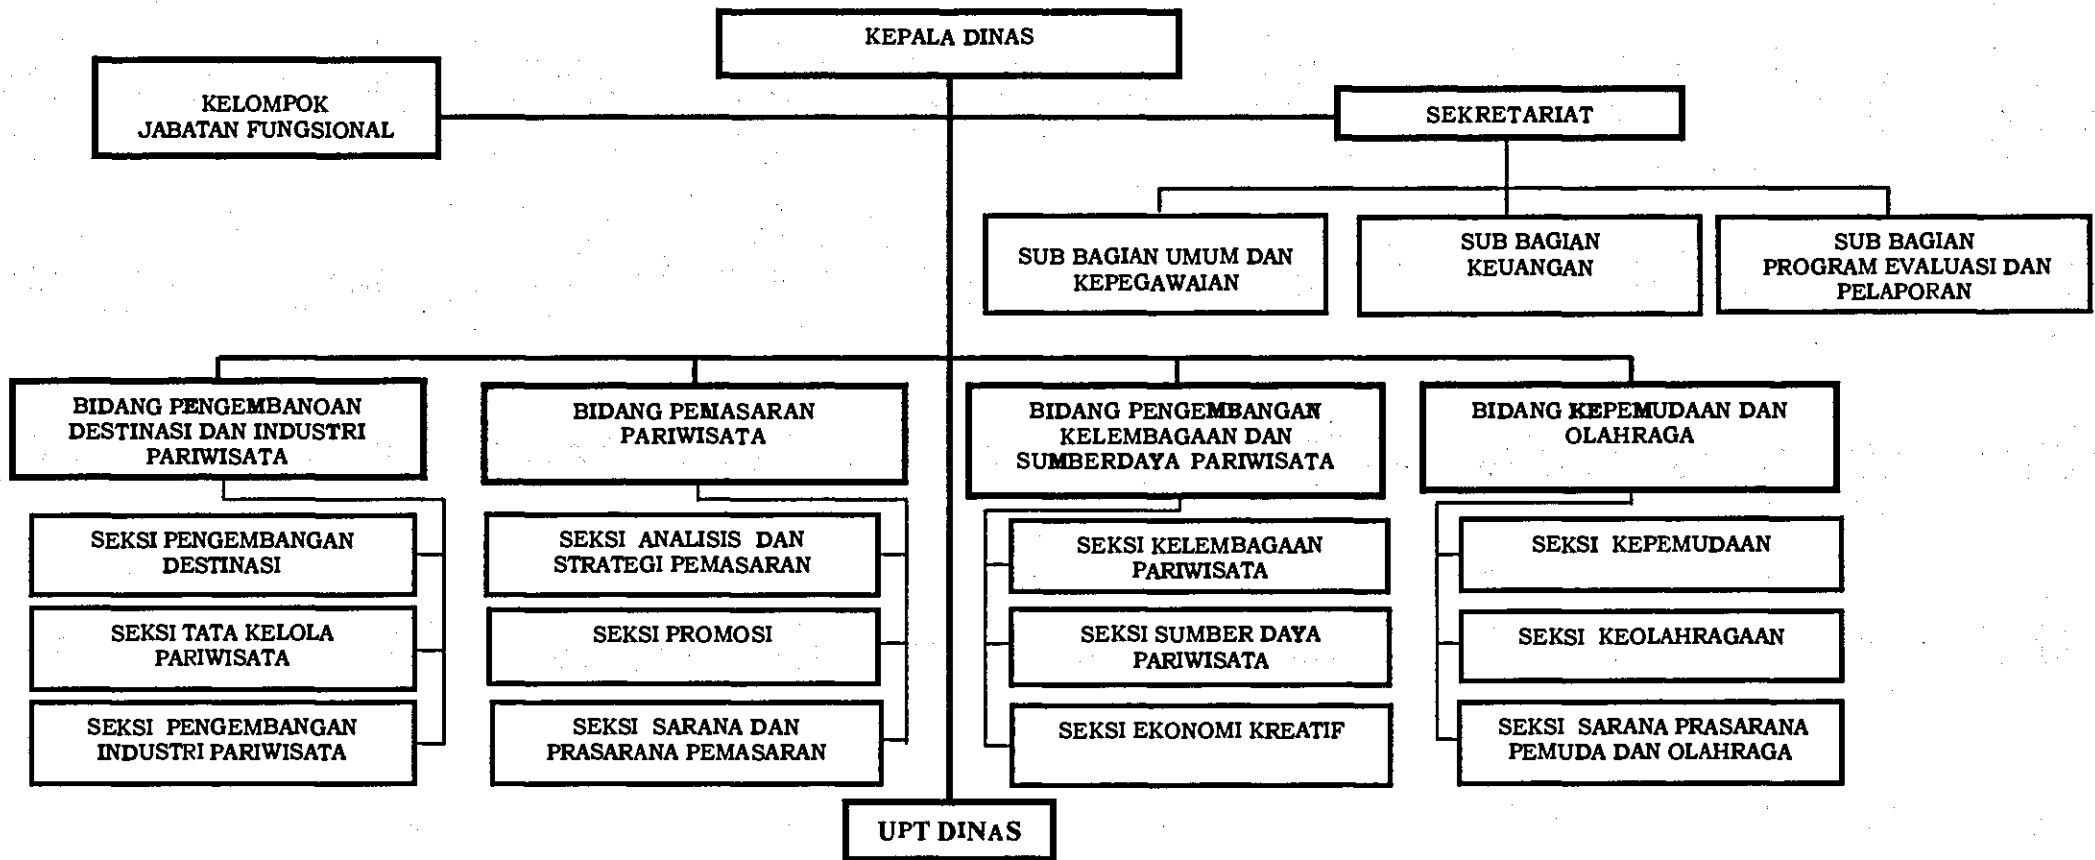 KEPALA DINAS
KELOMPOK
JABATAN FUNGSIONAL
SEKRETARIAT
SUB BAGIAN UMUM DAN
KEPEGAWAIAN
SUB BAGIAN
KEUANGAN
SUB BAGIAN
PROGRAM EVALUASI DAN
PELAPORAN
BIDANG PENGEMBANOAN
DESTINASI DAN INDUSTRI
PARIWISATA
BIDANG PEMASARAN
PARIWISATA
BIDANG PENGEMBANGAN
KELEMBAGAAN DAN
SUMBERDAYA PARIWISATA
BIDANG KEPEMUDAAN DAN
OLAHRAGA
SEKSI PENGEMBANGAN
DESTINASI
SEKSI TATA KELOLA
PARIWISATA
SEKSI PENGEMBANGAN
INDUSTRI PARIWISATA
SEKSI ANALISIS DAN
STRATEGI PEMASARAN
SEKSI PROMOSI
SEKSI SARANA DAN
PRASARANA PEMASARAN
SEKSI KELEMBAGAAN
PARIWISATA
SEKSI SUMBER DAYA
PARIWISATA
SEKSI EKONOMI KREATIF
SEKSI KEPEMUDAAN
SEKSI KEOLAHRAGAAN
SEKSI SARANA PRASARANA
PEMUDA DAN OLAHRAGA
UPT DINAS